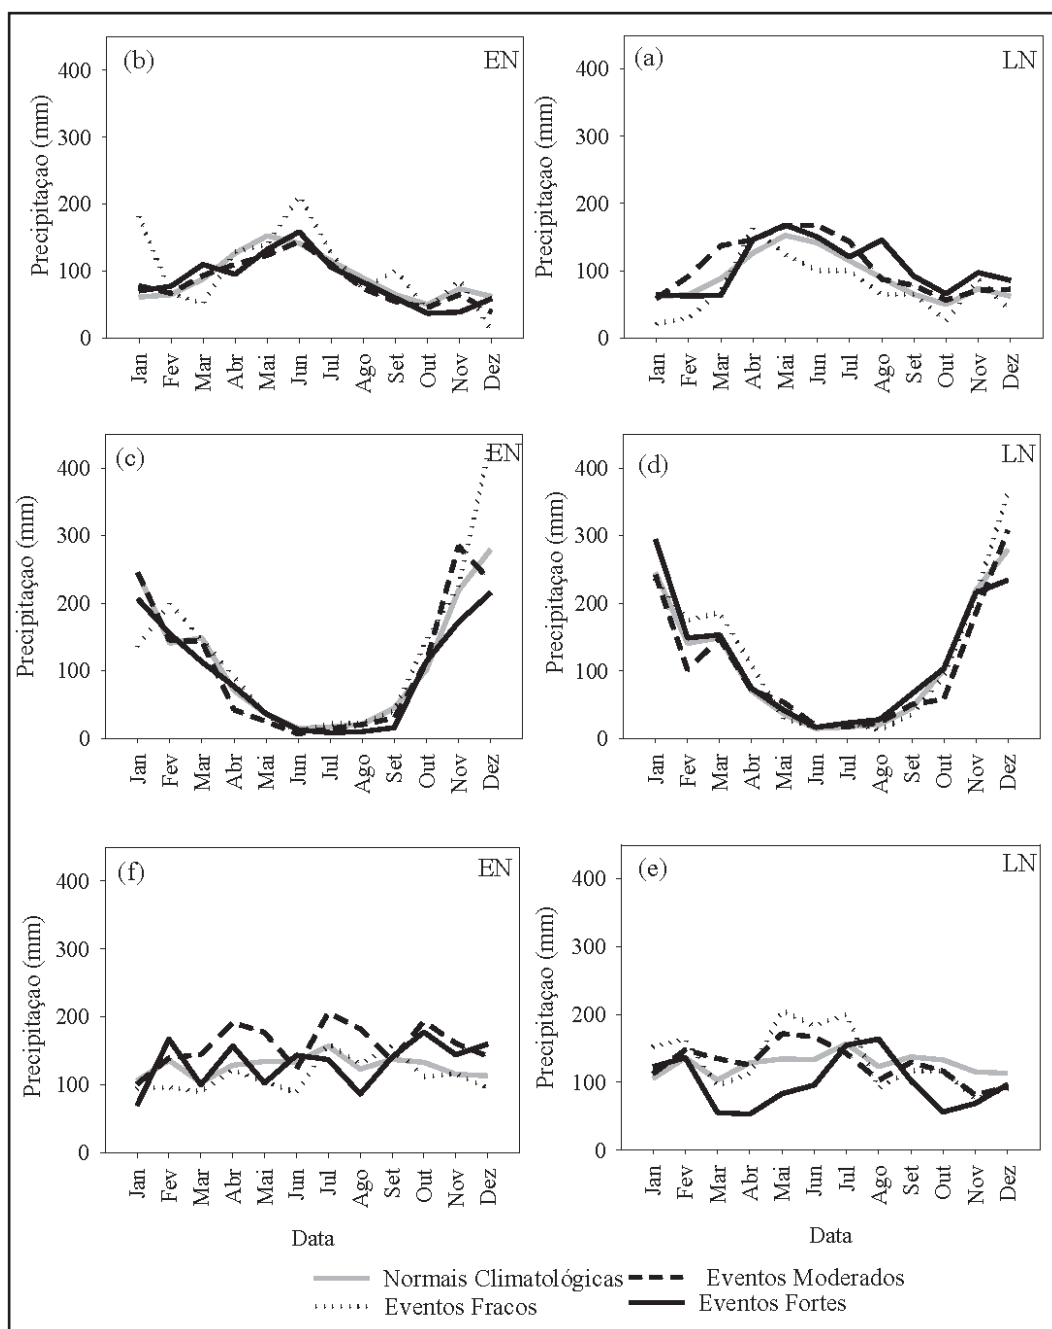 (b)
EN
400
300
200
100
0
Precipitaçao (mm)
Jan Fev Mar Abr Mai Jun Jul Ago Set Out Nov Dez
(a)
LN
400
300
200
100
0
Precipitaçao (mm)
Jan Fev Mar Abr Mai Jun Jul Ago Set Out Nov Dez
(c)
EN
400
300
200
100
0
Precipitaçao (mm)
Jan Fev Mar Abr Mai Jun Jul Ago Set Out Nov Dez
(d)
LN
400
300
200
100
0
Precipitaçao (mm)
Jan Fev Mar Abr Mai Jun Jul Ago Set Out Nov Dez
(f)
EN
400
300
200
100
0
Precipitaçao (mm)
Jan Fev Mar Abr Mai Jun Jul Ago Set Out Nov Dez
Data
(e)
LN
400
300
200
100
0
Precipitaçao (mm)
Jan Fev Mar Abr Mai Jun Jul Ago Set Out Nov Dez
Data
Normais Climatológicas
Eventos Moderados
Eventos Fracos
Eventos Fortes